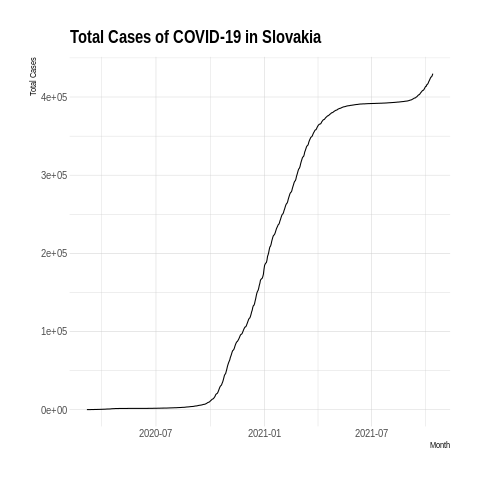 Total Cases of COVID-19 in Slovakia
Total Cases
4e+05
3e+05
2e+05
1e+05
0e+00
2020-07 2021-01 2021-07
Month